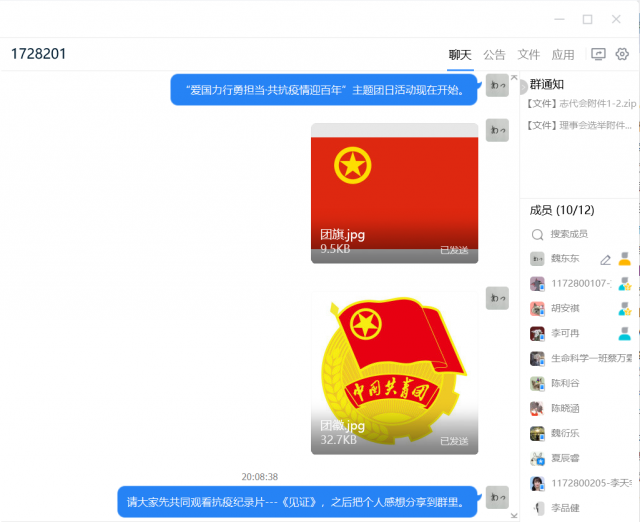 1728201
聊天 公告 文件 应用
“爱国力行勇担当·共抗疫情迎百年”主题团日活动现在开始。
团旗.jpg
9.5KB 已发送
中国共青团
团徽.jpg
32.7KB 已发送
20:08:38
请大家先共同观看抗疫纪录片---《见证》，之后把个人感想分享到群里。
群通知
【文件】志代会附件1-2.zip
【文件】理事会选举附件...
成员 (10/12)
搜索成员
魏东东
1172800107-
胡安祺
李可冉
生命科学一班蔡万
陈利谷
陈晓涵
魏衍乐
夏辰睿
1172800205-李天
李品健